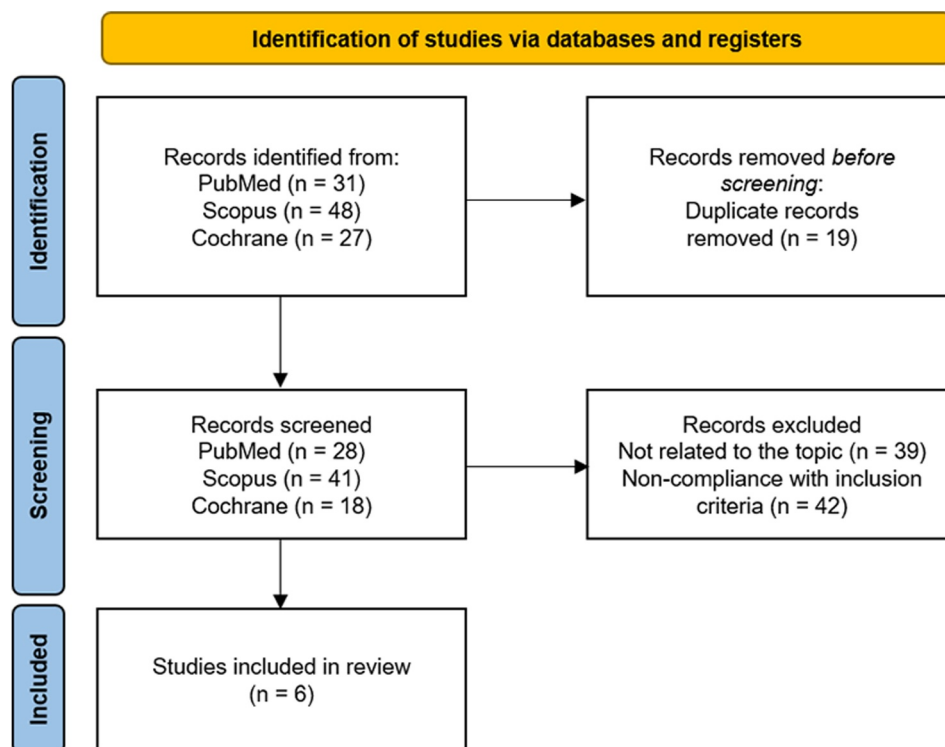 Identification of studies via databases and registers
Identification
Records identified from:
PubMed (n = 31)
Scopus (n = 48)
Cochrane (n = 27)
Records removed before
screening:
Duplicate records
removed (n = 19)
Screening
Records screened
PubMed (n = 28)
Scopus (n = 41)
Cochrane (n = 18)
Records excluded
Not related to the topic (n = 39)
Non-compliance with inclusion
criteria (n = 42)
Included
Studies included in review
(n = 6)